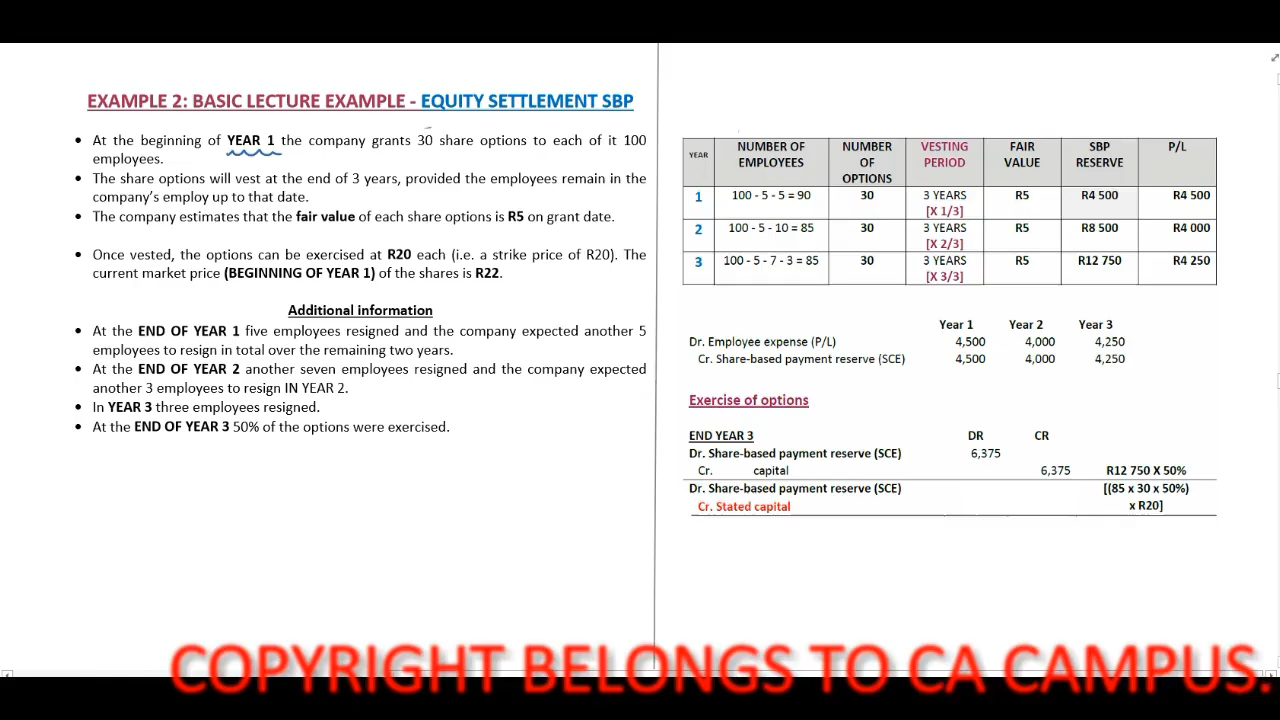 EXAMPLE 2: BASIC LECTURE EXAMPLE - EQUITY SETTLEMENT SBP
• At the beginning of YEAR 1 the company grants 30 share options to each of it 100
employees.
• The share options will vest at the end of 3 years, provided the employees remain in the
company's employ up to that date.
• The company estimates that the fair value of each share options is R5 on grant date.
• Once vested, the options can be exercised at R20 each (i.e. a strike price of R20). The
current market price (BEGINNING OF YEAR 1) of the shares is R22.
Additional information
• At the END OF YEAR 1 five employees resigned and the company expected another 5
employees to resign in total over the remaining two years.
• At the END OF YEAR 2 another seven employees resigned and the company expected
another 3 employees to resign IN YEAR 2.
• In YEAR 3 three employees resigned.
• At the END OF YEAR 3 50% of the options were exercised.
YEAR NUMBER OF EMPLOYEES NUMBER OF OPTIONS VESTING PERIOD FAIR VALUE SBP RESERVE P/L
1 100 - 5 - 5 = 90 30 3 YEARS [X 1/3] R5 R4 500 R4 500
2 100 - 5 - 10 = 85 30 3 YEARS [X 2/3] R5 R8 500 R4 000
3 100 - 5 - 7 - 3 = 85 30 3 YEARS [X 3/3] R5 R12 750 R4 250
Year 1 Year 2 Year 3
Dr. Employee expense (P/L) 4,500 4,000 4,250
Cr. Share-based payment reserve (SCE) 4,500 4,000 4,250
Exercise of options
END YEAR 3 DR CR
Dr. Share-based payment reserve (SCE) 6,375
Cr. capital 6,375 R12 750 X 50%
Dr. Share-based payment reserve (SCE) [(85 x 30 x 50%)
Cr. Stated capital x R20]
COPYRIGHT BELONGS TO CA CAMPUS.